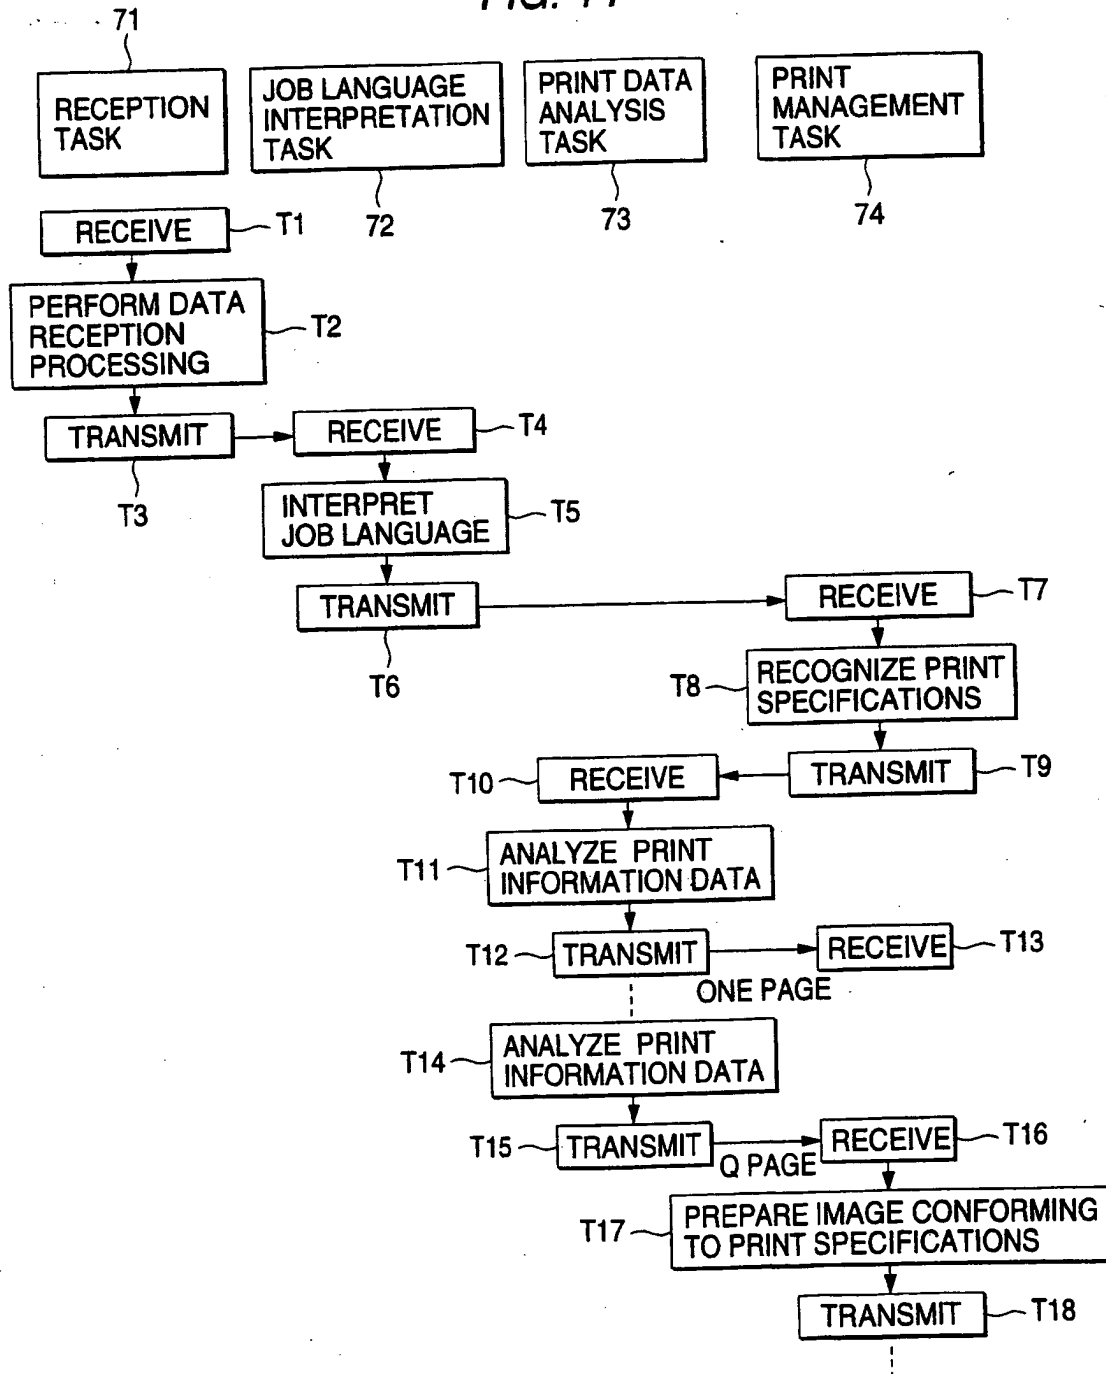 71
RECEPTION
TASK
JOB LANGUAGE
INTERPRETATION
TASK
PRINT DATA
ANALYSIS
TASK
PRINT
MANAGEMENT
TASK
72
73
74
RECEIVE
T1
PERFORM DATA
RECEPTION
PROCESSING
T2
TRANSMIT
T3
RECEIVE
T4
INTERPRET
JOB LANGUAGE
T5
TRANSMIT
T6
RECEIVE
T7
T8
RECOGNIZE PRINT
SPECIFICATIONS
TRANSMIT
T9
T10
RECEIVE
T11
ANALYZE PRINT
INFORMATION DATA
T12
TRANSMIT
RECEIVE
T13
ONE PAGE
T14
ANALYZE PRINT
INFORMATION DATA
T15
TRANSMIT
Q PAGE
RECEIVE
T16
T17
PREPARE IMAGE CONFORMING
TO PRINT SPECIFICATIONS
TRANSMIT
T18